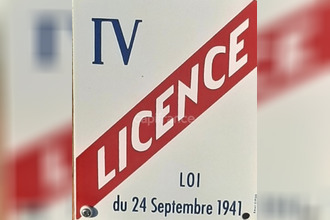 IV
LICENCE
LOI
du 24 Septembre 1941